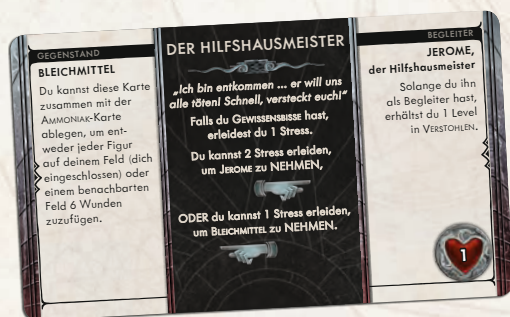 GEGENSTAND
BLEICHMITTEL
Du kannst diese Karte
zusammen mit der
AMMONIAK-Karte
ablegen, um ent-
weder jeder Figur
auf deinem Feld (dich
eingeschlossen) oder
einem benachbarten
Feld 6 Wunden
zuzufügen.
DER HILFSHAUSMEISTER
„Ich bin entkommen ... er will uns
alle töten! Schnell, versteckt euch!“
Falls du GEWISSENSBISSE hast,
erleidest du 1 Stress.
Du kannst 2 Stress erleiden,
um JEROME zu NEHMEN,
ODER du kannst 1 Stress erleiden,
um BLEICHMITTEL zu NEHMEN.
BEGLEITER
JEROME,
der Hilfshausmeister
Solange du ihn
als Begleiter hast,
erhältst du 1 Level
in VERSTOHLEN.
1